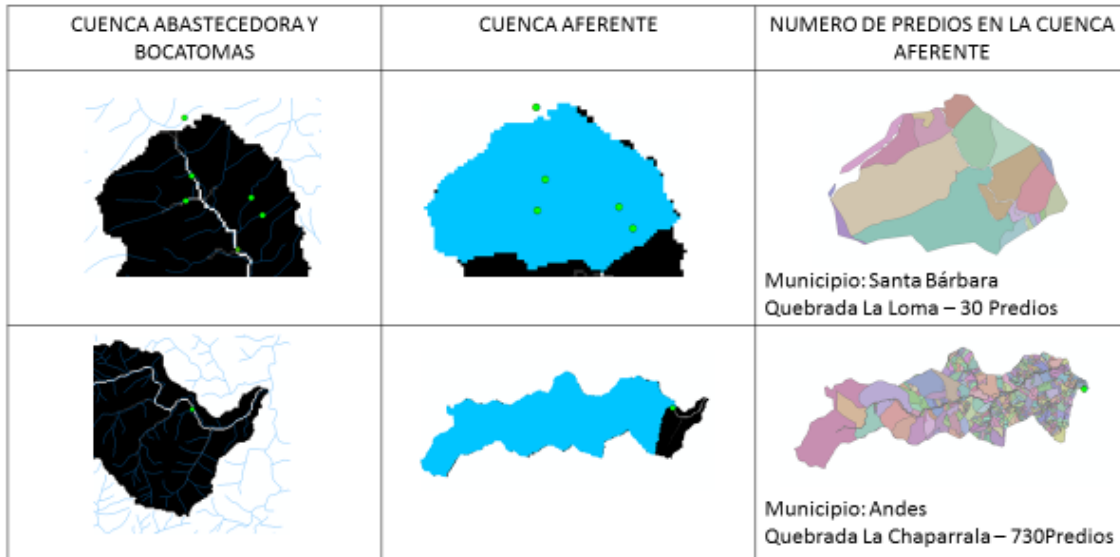 CUENCA ABASTECEDORA Y
BOCATOMAS
CUENCA AFERENTE
NUMERO DE PREDIOS EN LA CUENCA
AFERENTE
Municipio: Santa Bárbara
Quebrada La Loma – 30 Predios
Municipio: Andes
Quebrada La Chaparrala – 730Predios